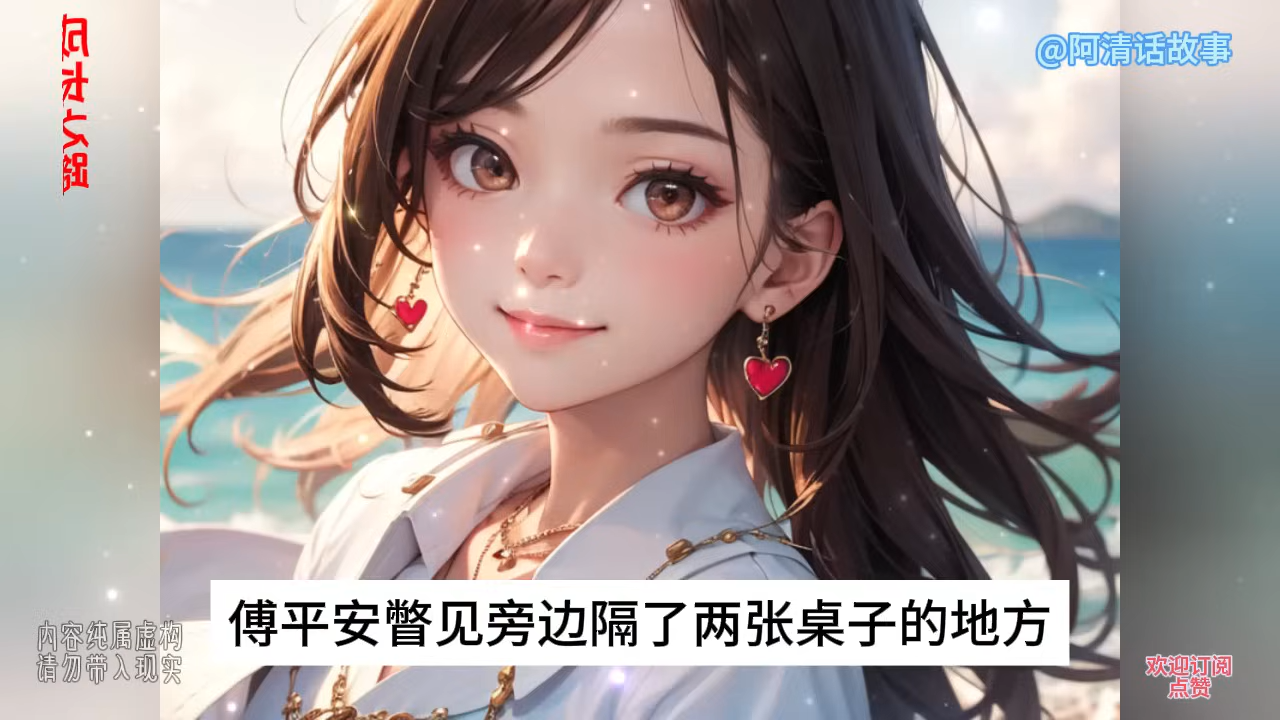 @阿清话故事
傅平安瞥见旁边隔了两张桌子的地方
内容纯属虚构
请勿带入现实
欢迎订阅
点赞